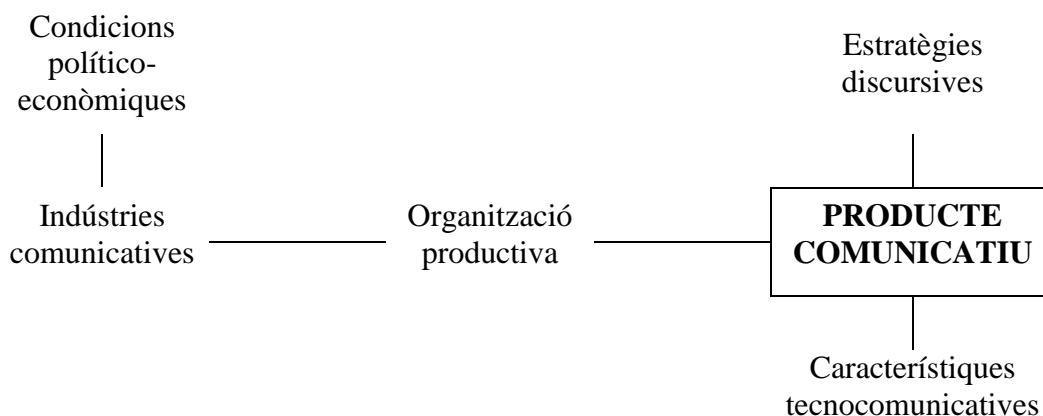 Condicions
político-
econòmiques
Estratègies
discursives
Indústries
comunicatives
Organització
productiva
PRODUCTE
COMUNICATIU
Característiques
tecnocomunicatives